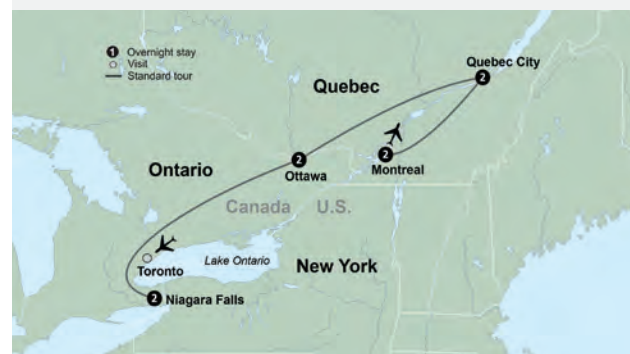 1 Overnight stay
Visit
Standard tour
Quebec City
2
Quebec
2
Montreal
2
Ottawa
Ontario
Canada U.S.
Toronto
Lake Ontario
New York
2 Niagara Falls